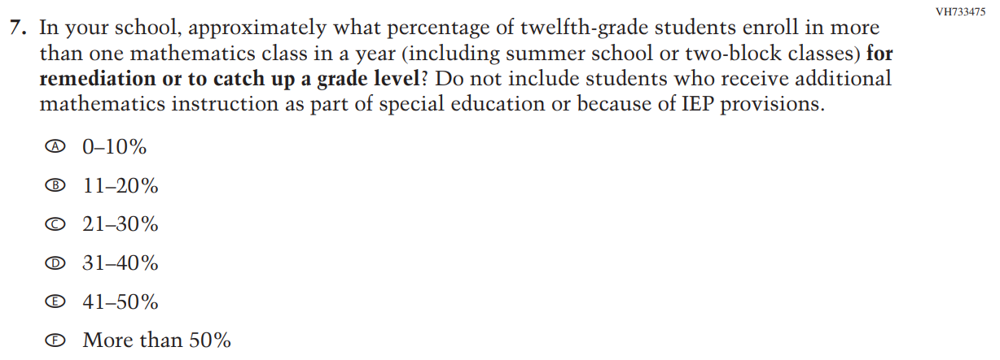 VH733475
7. In your school, approximately what percentage of twelfth-grade students enroll in more
than one mathematics class in a year (including summer school or two-block classes) for
remediation or to catch up a grade level? Do not include students who receive additional
mathematics instruction as part of special education or because of IEP provisions.
A 0–10%
B 11–20%
C 21–30%
D 31–40%
E 41–50%
F More than 50%